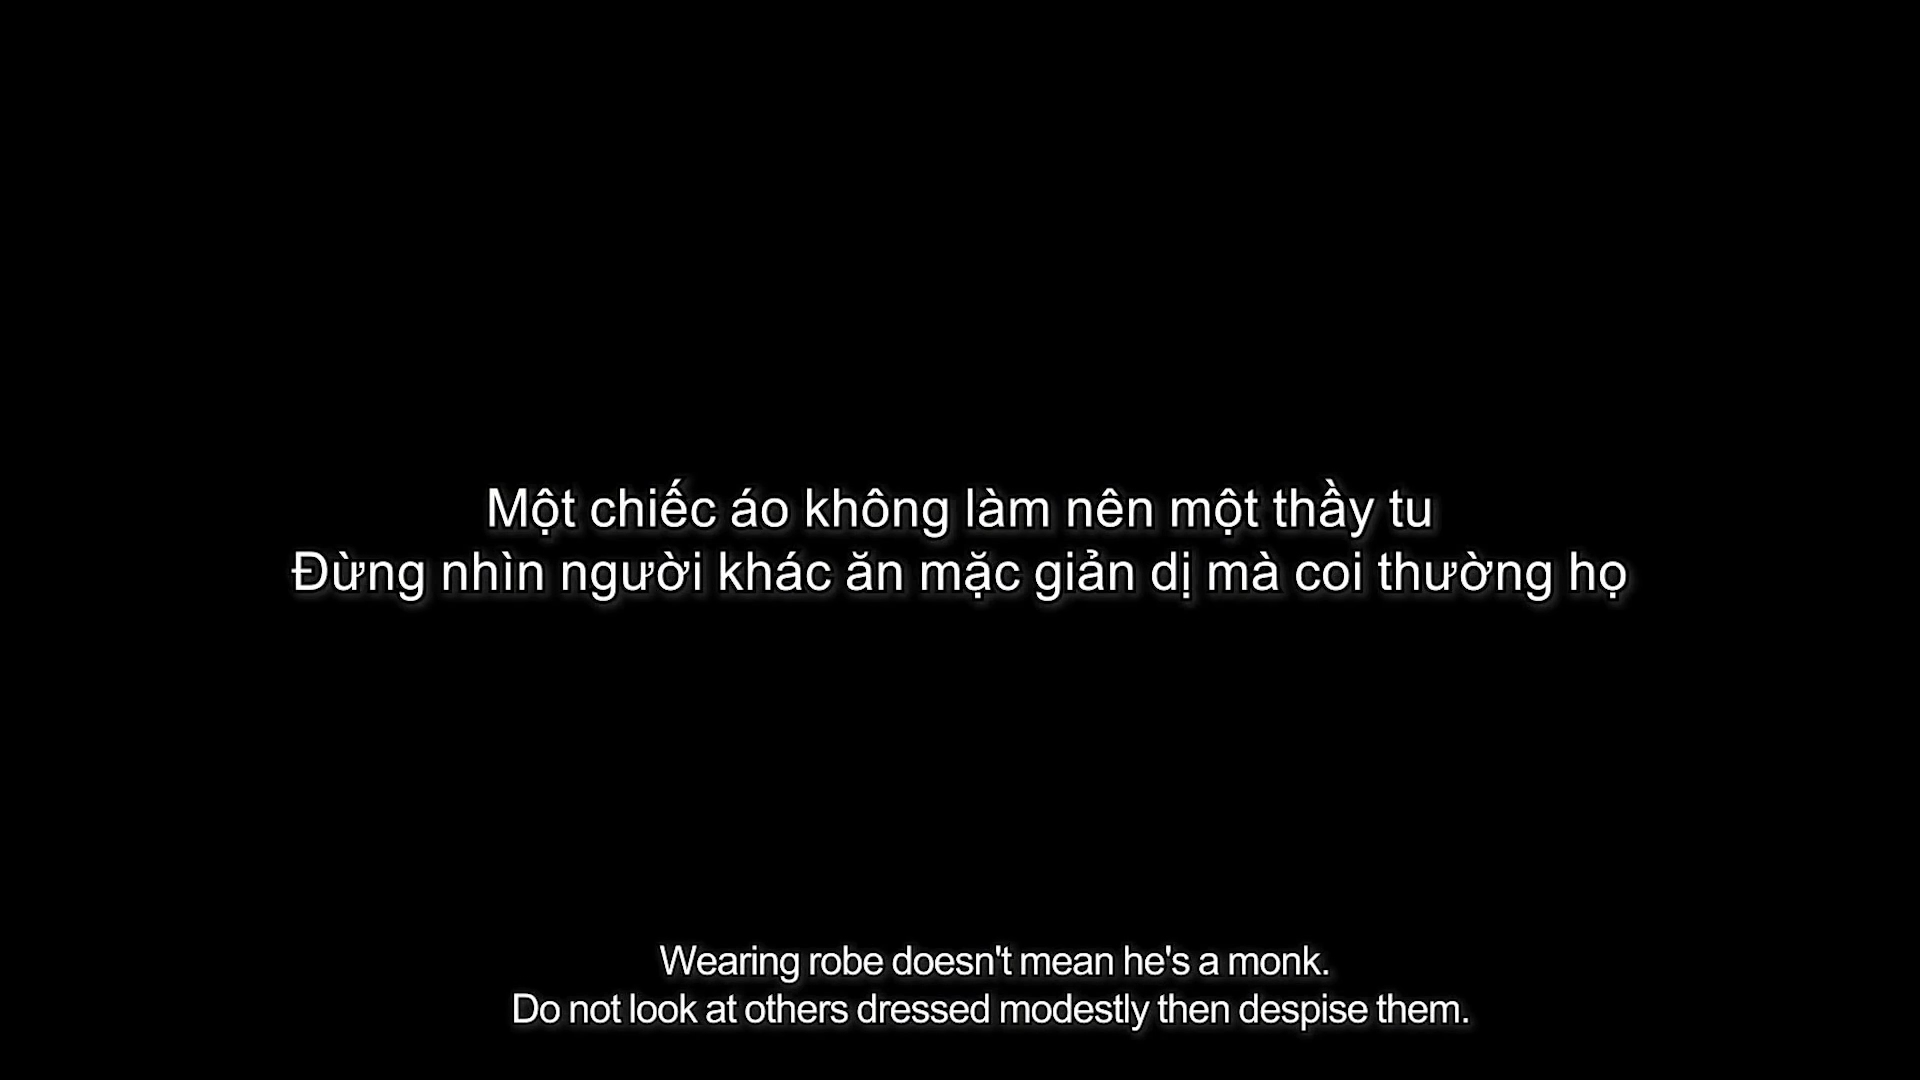 Một chiếc áo không làm nên một thầy tu
Đừng nhìn người khác ăn mặc giản dị mà coi thường họ
Wearing robe doesn't mean he's a monk.
Do not look at others dressed modestly then despise them.